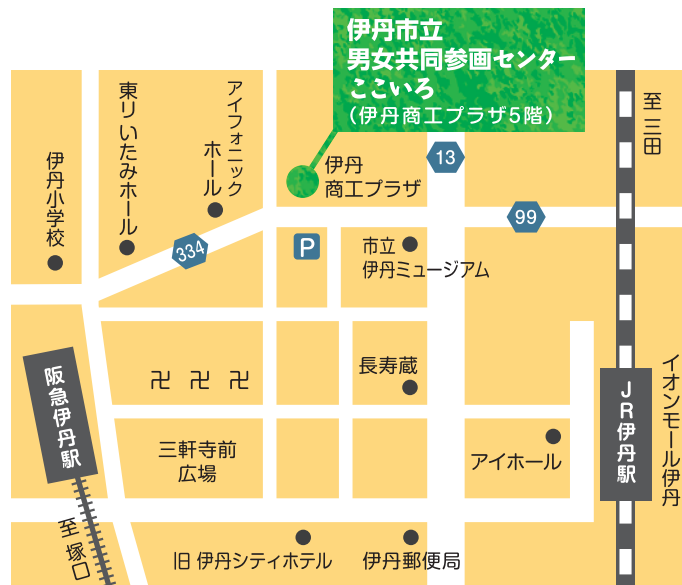 伊丹市立
男女共同参画センター
ここいろ
（伊丹商工プラザ5階）
至 三田
13
99
334
P
伊丹小学校
東リ いたみホール
アイフォニック
ホール
伊丹
商工プラザ
市立
伊丹ミュージアム
長寿蔵
卍 卍 卍
三軒寺前
広場
アイホール
阪急伊丹駅
JR伊丹駅
イオンモール伊丹
至 塚口
旧 伊丹シティホテル
伊丹郵便局